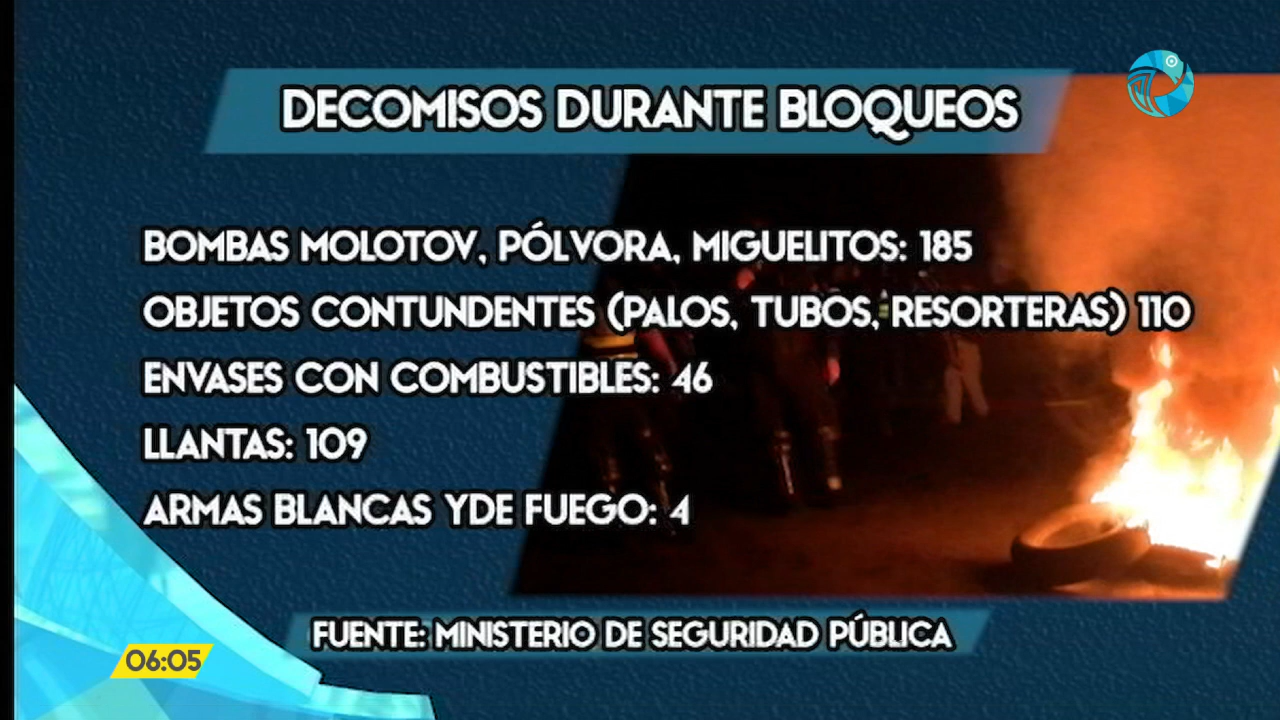 DECOMISOS DURANTE BLOQUEOS
BOMBAS MOLOTOV, PÓLVORA, MIGUELITOS: 185
OBJETOS CONTUNDENTES (PALOS, TUBOS, RESORTERAS) 110
ENVASES CON COMBUSTIBLES: 46
LLANTAS: 109
ARMAS BLANCAS YDE FUEGO: 4
FUENTE: MINISTERIO DE SEGURIDAD PÚBLICA
06:05